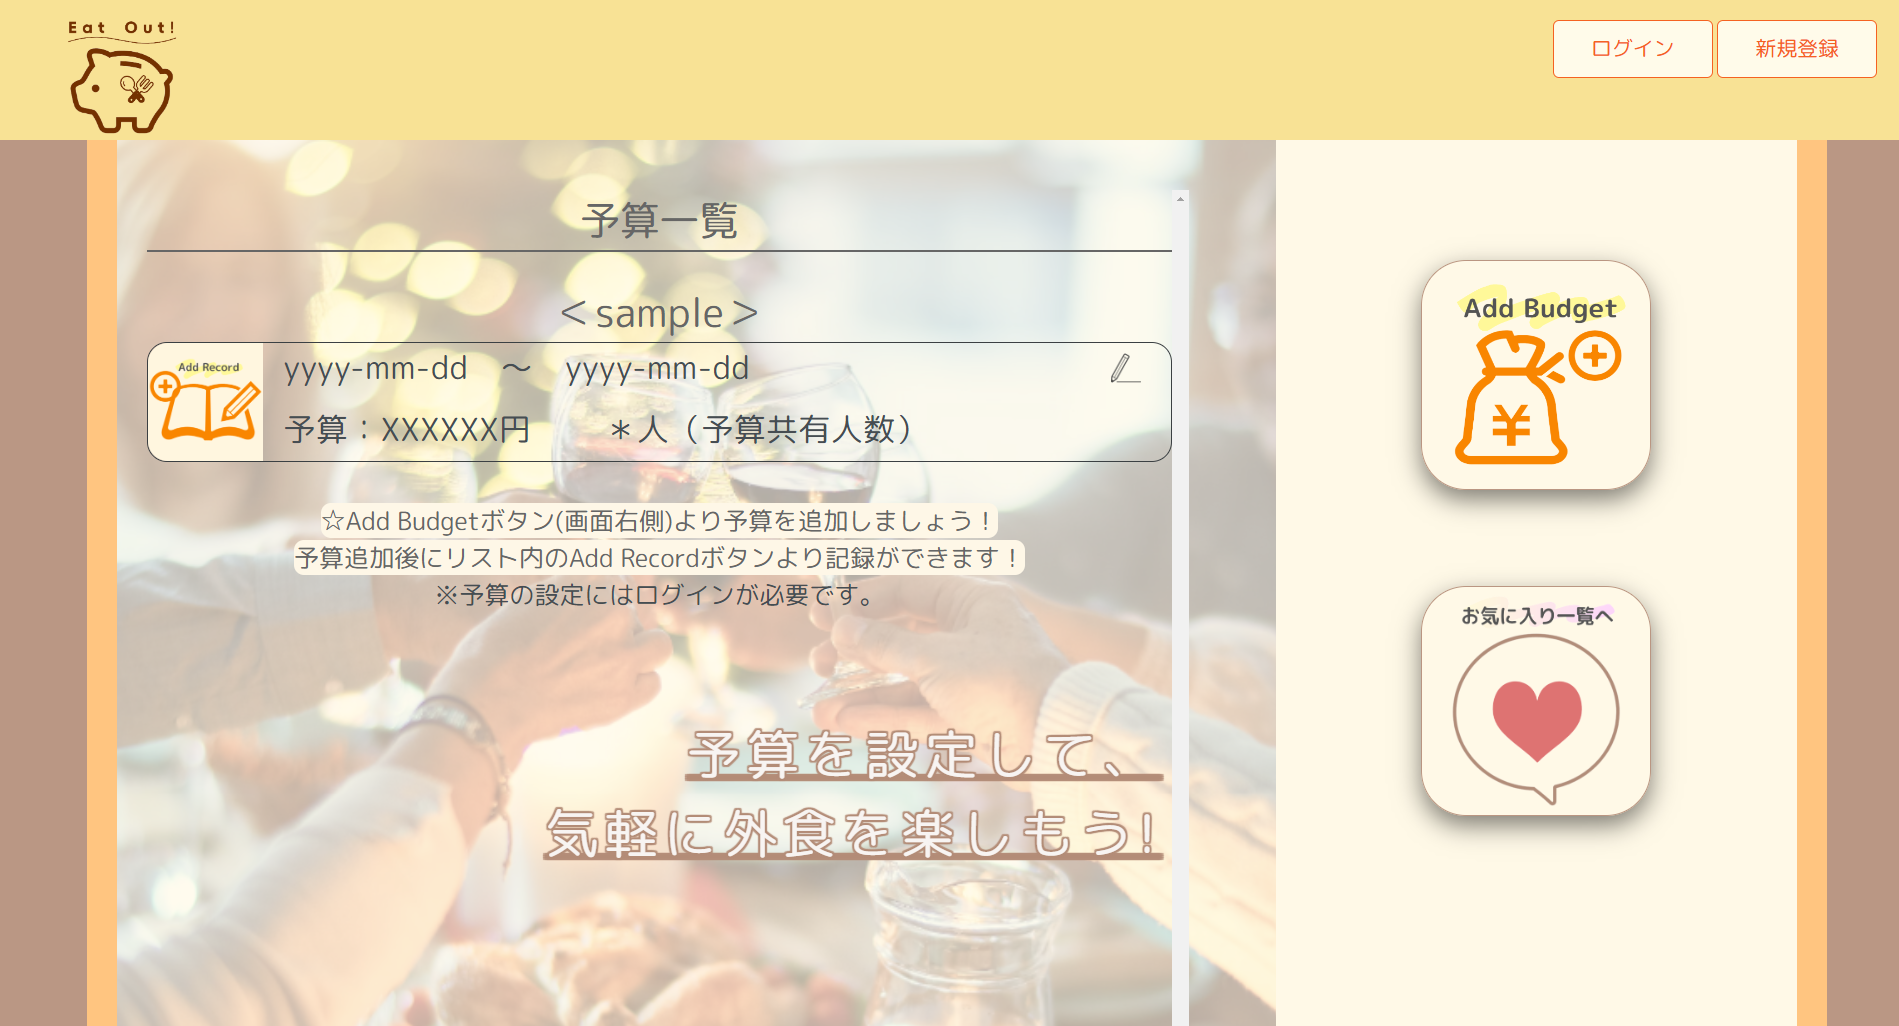 Eat Out!
ログイン
新規登録
予算一覧
＜sample＞
Add Record
yyyy-mm-dd ～ yyyy-mm-dd
予算：XXXXXX円 ＊人（予算共有人数）
☆Add Budgetボタン(画面右側)より予算を追加しましょう！
予算追加後にリスト内のAdd Recordボタンより記録ができます！
※予算の設定にはログインが必要です。
予算を設定して、
気軽に外食を楽しもう!
Add Budget
¥
お気に入り一覧へ